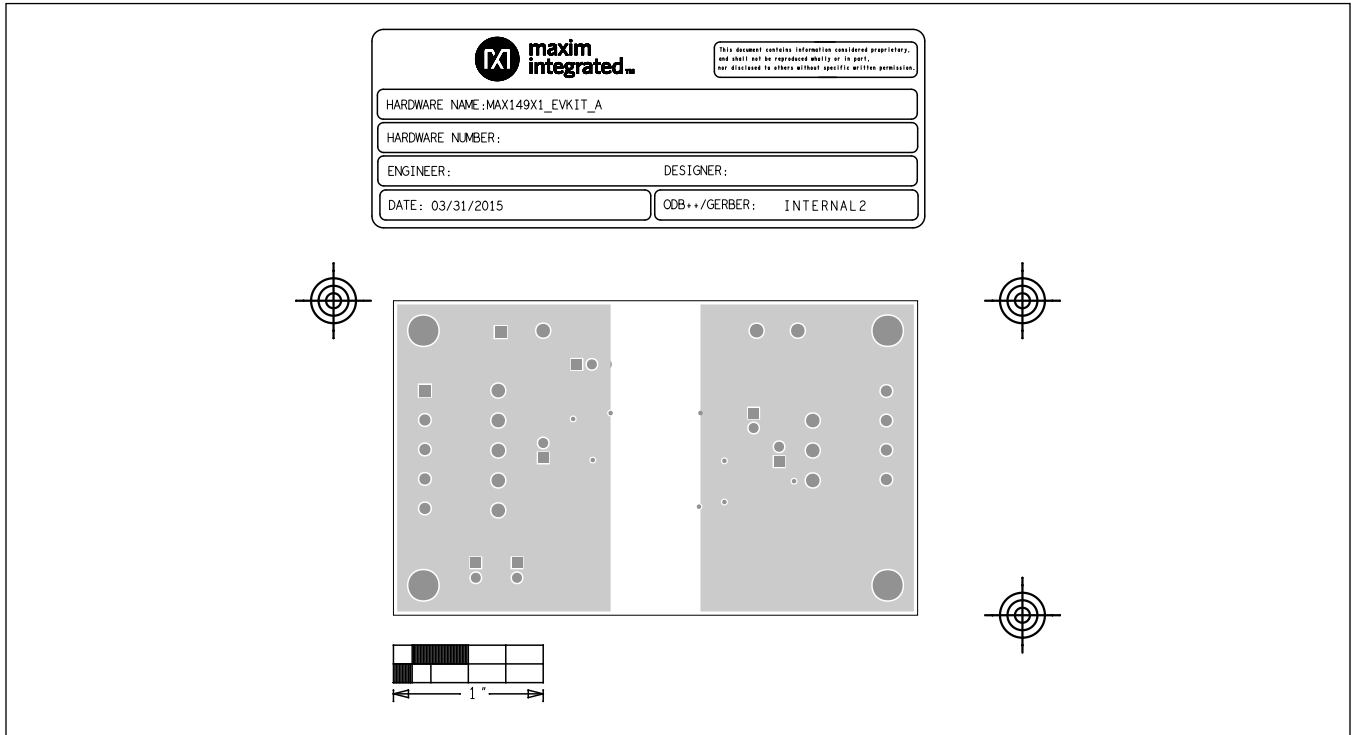 maxim
integrated™
This document contains information considered proprietary,
and shall not be reproduced wholly or in part,
nor disclosed to others without specific written permission.
HARDWARE NAME:MAX149X1_EVKIT_A
HARDWARE NUMBER:
ENGINEER: DESIGNER:
DATE: 03/31/2015 ODB++/GERBER: INTERNAL2
1"